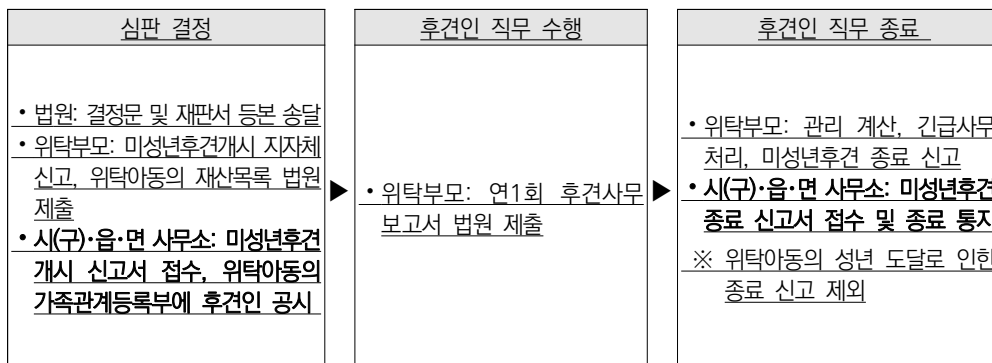 심판 결정
• 법원: 결정문 및 재판서 등본 송달
• 위탁부모: 미성년후견개시 지자체
신고, 위탁아동의 재산목록 법원
제출
• 시(구)·읍·면 사무소: 미성년후견
개시 신고서 접수, 위탁아동의
가족관계등록부에 후견인 공시
▶
후견인 직무 수행
• 위탁부모: 연1회 후견사무
보고서 법원 제출
▶
후견인 직무 종료
• 위탁부모: 관리 계산, 긴급사무
처리, 미성년후견 종료 신고
• 시(구)·읍·면 사무소: 미성년후견
종료 신고서 접수 및 종료 통지
※ 위탁아동의 성년 도달로 인한
종료 신고 제외